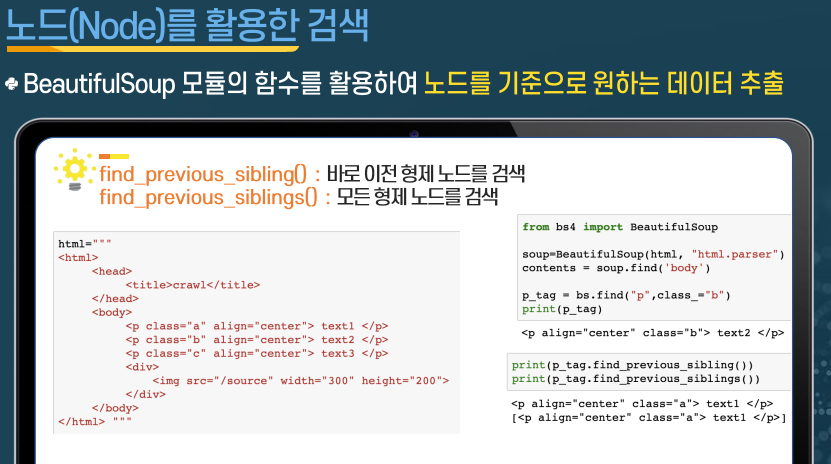 노드(Node)를 활용한 검색
BeautifulSoup 모듈의 함수를 활용하여 노드를 기준으로 원하는 데이터 추출
find_previous_sibling() : 바로 이전 형제 노드를 검색
find_previous_siblings() : 모든 형제 노드를 검색
html="""
<html>
<head>
<title>crawl</title>
</head>
<body>
<p class="a" align="center"> text1 </p>
<p class="b" align="center"> text2 </p>
<p class="c" align="center"> text3 </p>
<div>
<img src="/source" width="300" height="200">
</div>
</body>
</html> """
from bs4 import BeautifulSoup
soup=BeautifulSoup(html, "html.parser")
contents = soup.find('body')
p_tag = bs.find("p",class_="b")
print(p_tag)
<p align="center" class="b"> text2 </p>
print(p_tag.find_previous_sibling())
print(p_tag.find_previous_siblings())
<p align="center" class="a"> text1 </p>
[<p align="center" class="a"> text1 </p>]